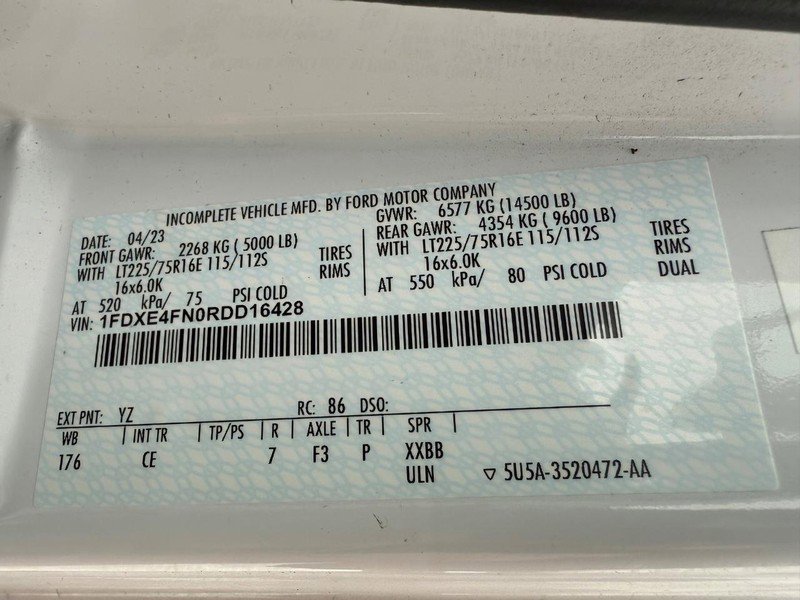 INCOMPLETE VEHICLE MFD. BY FORD MOTOR COMPANY
DATE: 04/23
FRONT GAWR: 2268 KG ( 5000 LB)
WITH LT225/75R16E 115/112S TIRES
16x6.0K RIMS
AT 520 kPa/ 75 PSI COLD
GVWR: 6577 KG (14500 LB)
REAR GAWR: 4354 KG ( 9600 LB)
WITH LT225/75R16E 115/112S TIRES
16x6.0K RIMS
AT 550 kPa/ 80 PSI COLD DUAL
VIN: 1FDXE4FN0RDD16428
EXT PNT: YZ RC: 86 DSO:
WB INT TR TP/PS R AXLE TR SPR
176 CE 7 F3 P XXBB
ULN ▽ 5U5A-3520472-AA